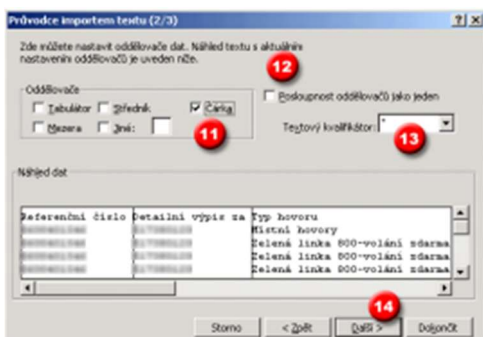 Průvodce importem textu (2/3)
Zde můžete nastavit oddělovače dat. Náhled textu s aktuálním
nastavením oddělovačů je uveden níže.
12
Oddělovače
Tabulátor Středník Čárka
Mezera Jiné:
11
Posloupnost oddělovačů jako jeden
Textový kvalifikátor: "
13
Náhled dat
Referenční číslo Detailní výpis za Typ hovoru
Místní hovory
Zelená linka 800-volání zdarma
Zelená linka 800-volání zdarma
Zelená linka 800-volání zdarma
14
Storno < Zpět Další > Dokončit